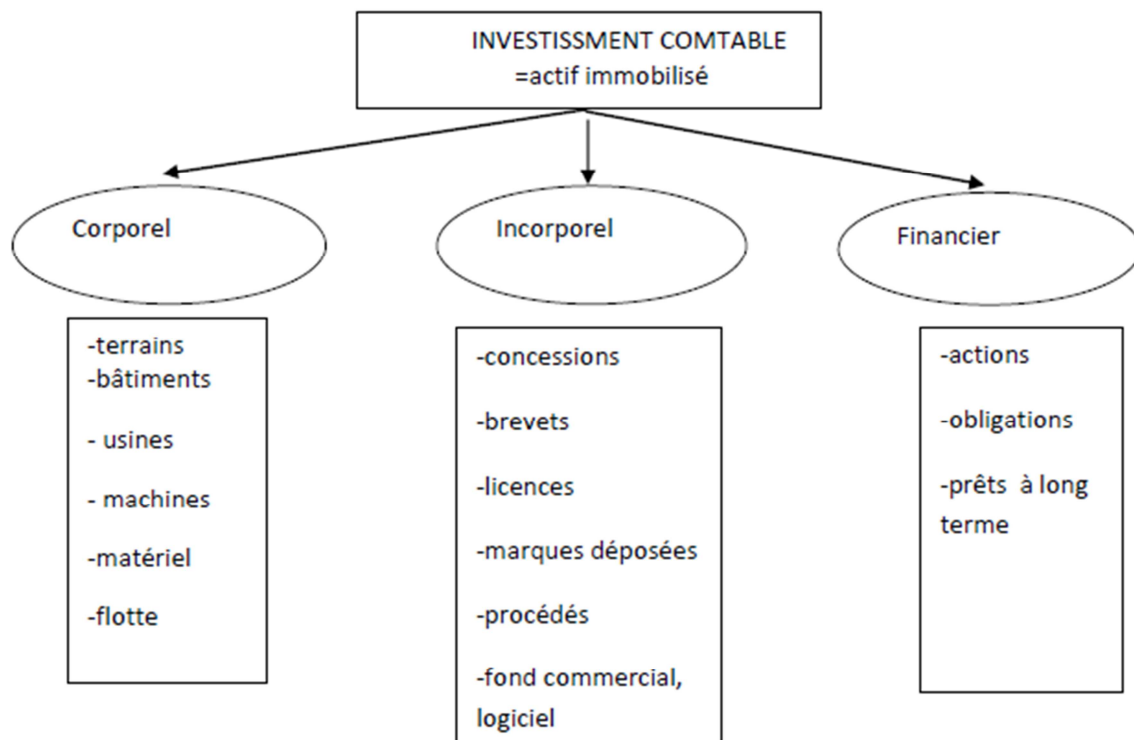 INVESTISSMENT COMTABLE
=actif immobilisé
Corporel
-terrains
-bâtiments
- usines
- machines
-matériel
-flotte
Incorporel
-concessions
-brevets
-licences
-marques déposées
-procédés
-fond commercial,
logiciel
Financier
-actions
-obligations
-prêts à long
terme